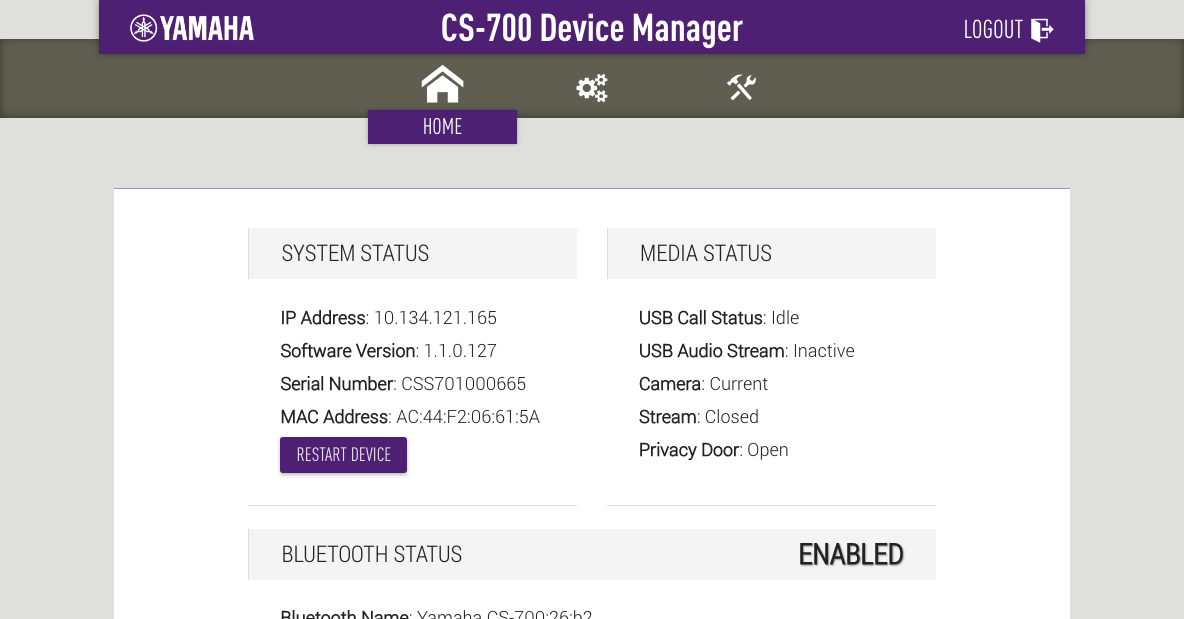 YAMAHA
CS-700 Device Manager
LOGOUT
HOME
SYSTEM STATUS
IP Address: 10.134.121.165
Software Version: 1.1.0.127
Serial Number: CSS701000665
MAC Address: AC:44:F2:06:61:5A
RESTART DEVICE
MEDIA STATUS
USB Call Status: Idle
USB Audio Stream: Inactive
Camera: Current
Stream: Closed
Privacy Door: Open
BLUETOOTH STATUS
ENABLED
Bluetooth Name: Yamaha CS-700:26:b2